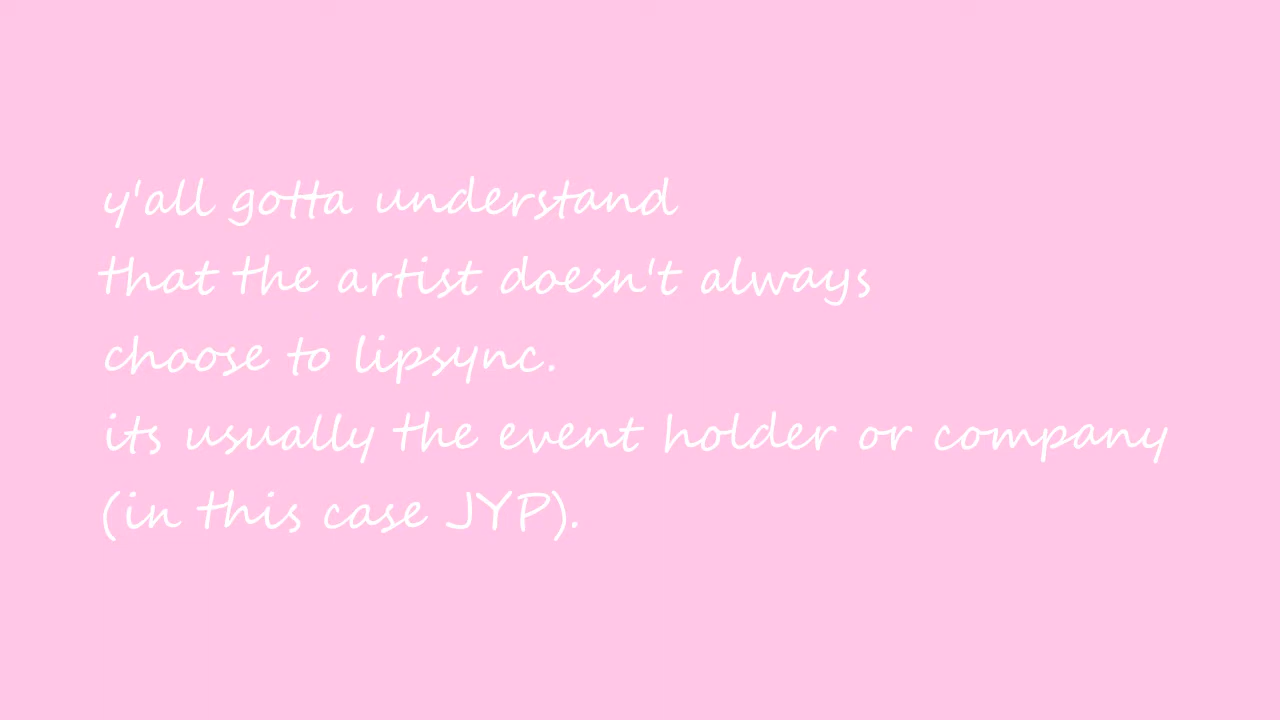 y'all gotta understand
that the artist doesn't always
choose to lipsync.
its usually the event holder or company
(in this case JYP).